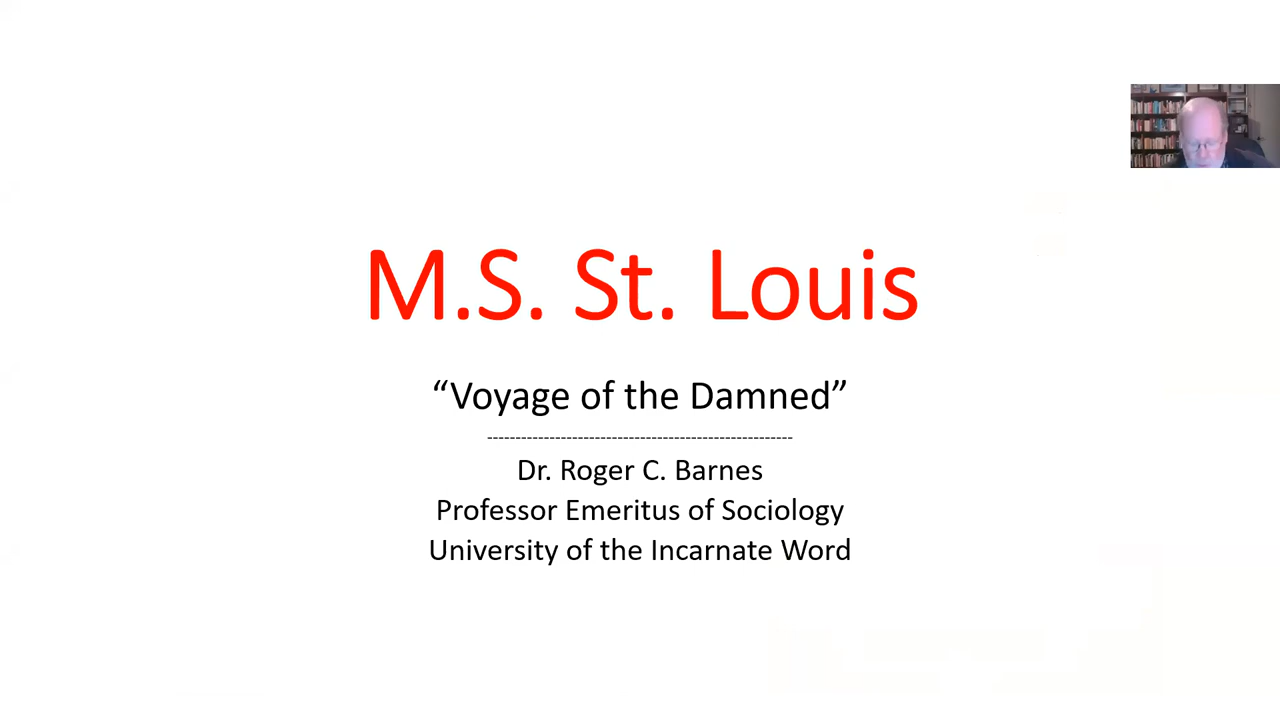 M.S. St. Louis
“Voyage of the Damned”
-------------------------------------------------------
Dr. Roger C. Barnes
Professor Emeritus of Sociology
University of the Incarnate Word